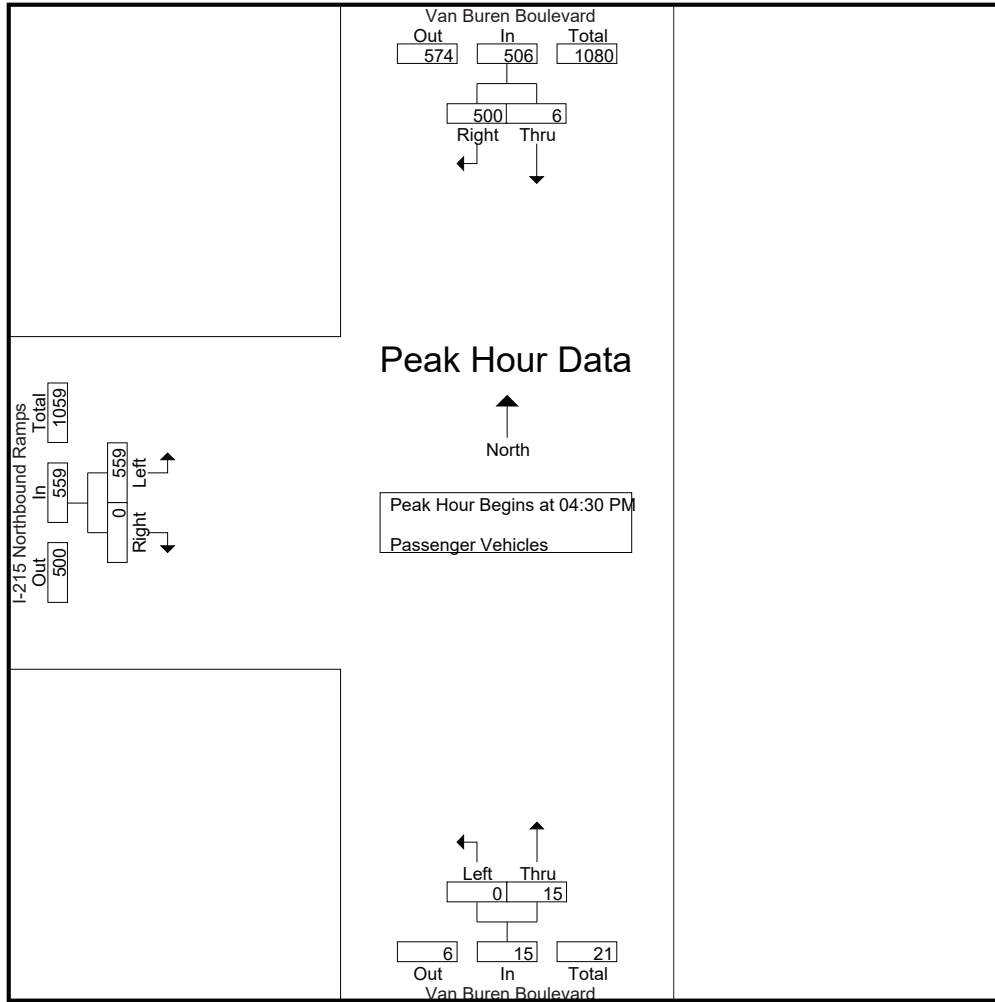 Van Buren Boulevard
Out In Total
574 506 1080
500 6
Right Thru
Peak Hour Data
North
Peak Hour Begins at 04:30 PM
Passenger Vehicles
I-215 Northbound Ramps
Out In Total
500 559 1059
0 559
Right Left
Left Thru
0 15
6 15 21
Out In Total
Van Buren Boulevard